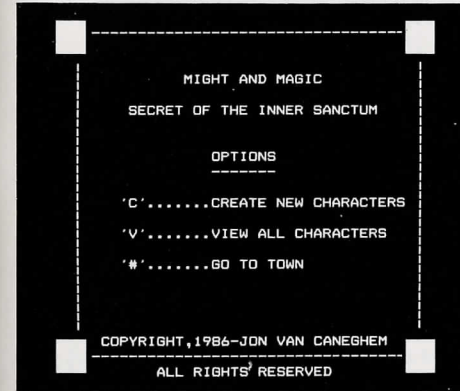 MIGHT AND MAGIC
SECRET OF THE INNER SANCTUM
OPTIONS
'C'.......CREATE NEW CHARACTERS
'V'.......VIEW ALL CHARACTERS
'#'.......GO TO TOWN
COPYRIGHT,1986-JON VAN CANEGHEM
ALL RIGHTS RESERVED